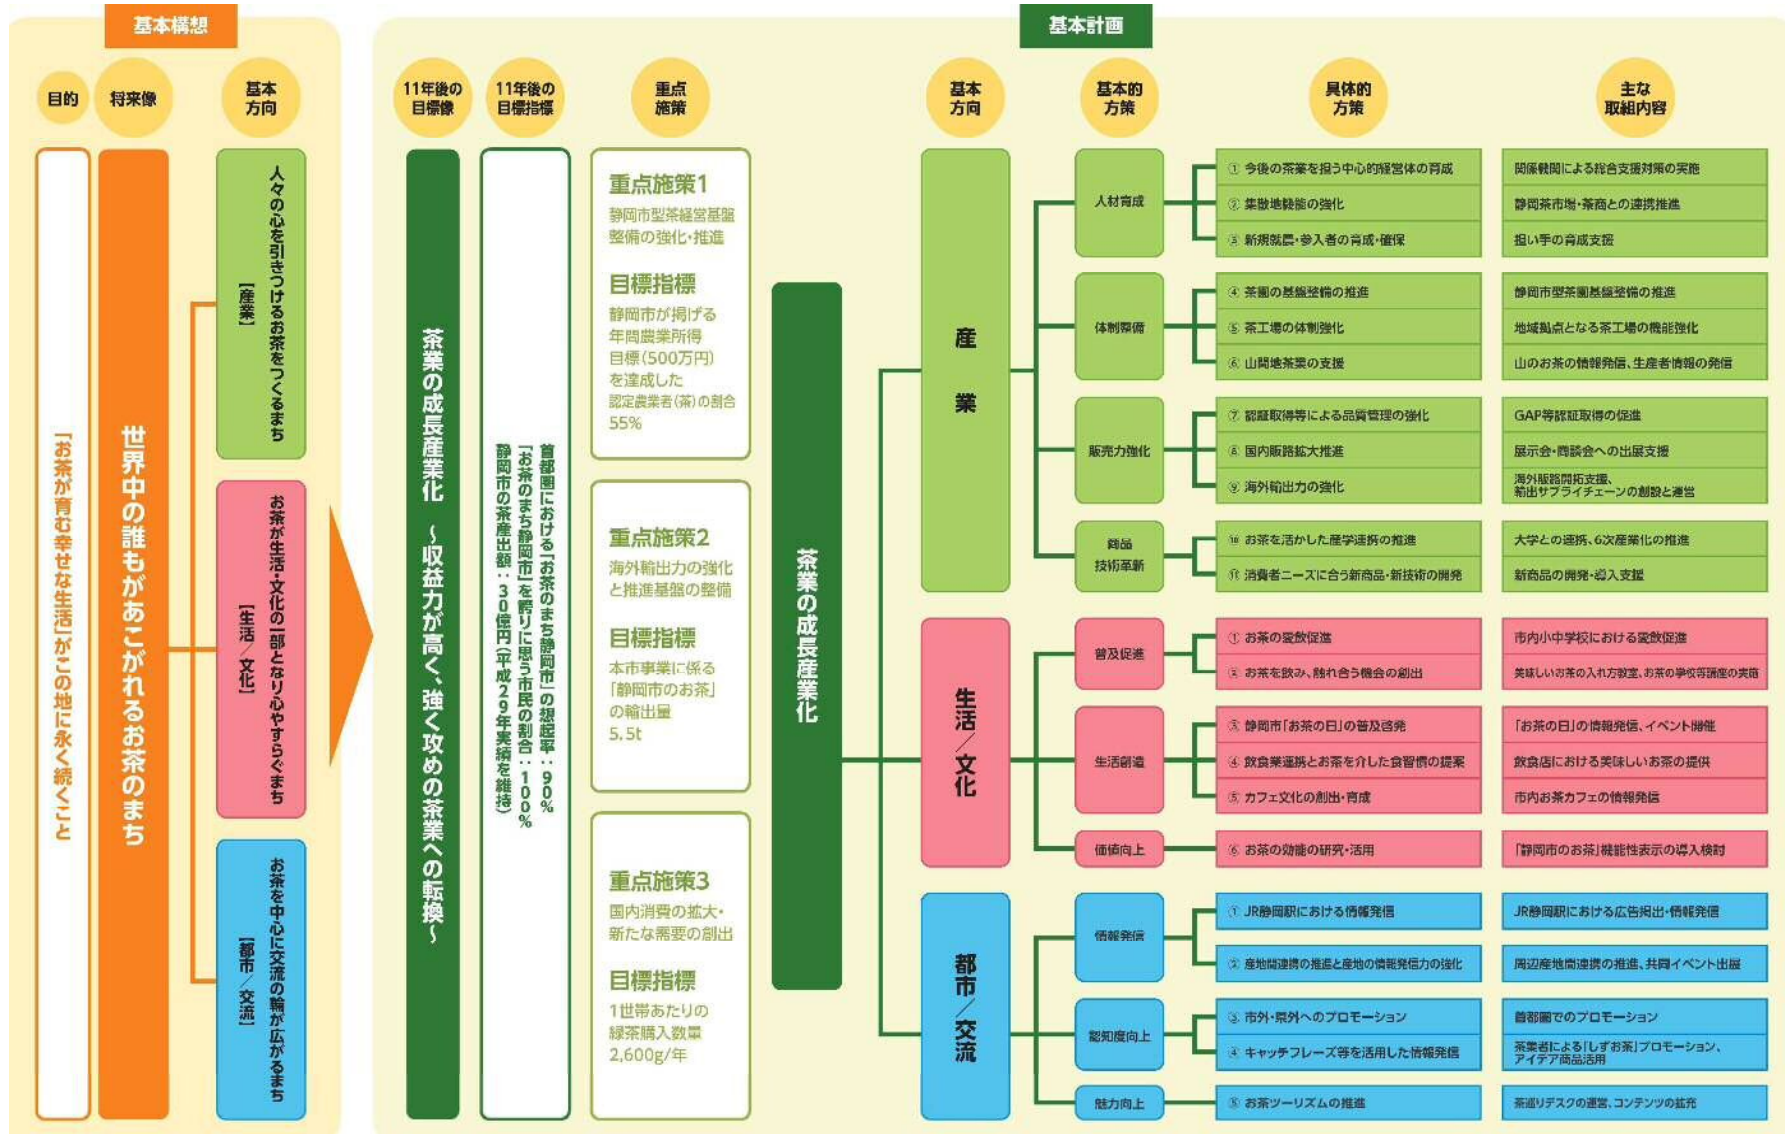 基本構想
目的
将来像
基本
方向
「お茶が育む幸せな生活」がこの地に永く続くこと
世界中の誰もがあこがれるお茶のまち
人々の心を引きつけるお茶をつくるまち
【産業】
お茶が生活・文化の一部となり心やすらぐまち
【生活／文化】
お茶を中心に交流の輪が広がるまち
【都市／交流】
基本計画
11年後の
目標像
11年後の
目標指標
重点
施策
基本
方向
基本的
方策
具体的
方策
主な
取組内容
茶業の成長産業化 ～収益力が高く、強く攻めの茶業への転換～
首都圏における「お茶のまち静岡市」の想起率：90%
「お茶のまち静岡市」を誇りに思う市民の割合：100%
静岡市の茶産出額：30億円(平成29年実績を維持)
重点施策1
静岡市型茶経営基盤
整備の強化・推進
目標指標
静岡市が掲げる
年間農業所得
目標(500万円)
を達成した
認定農業者(茶)の割合
55%
重点施策2
海外輸出力の強化
と推進基盤の整備
目標指標
本市事業に係る
「静岡市のお茶」
の輸出量
5.5t
重点施策3
国内消費の拡大・
新たな需要の創出
目標指標
1世帯あたりの
緑茶購入数量
2,600g/年
茶業の成長産業化
産業
人材育成
① 今後の茶業を担う中心的経営体の育成
関係機関による総合支援対策の実施
② 集散地機能の強化
静岡茶市場・茶商との連携推進
③ 新規就農・参入者の育成・確保
担い手の育成支援
体制整備
④ 茶園の基盤整備の推進
静岡市型茶園基盤整備の推進
⑤ 茶工場の体制強化
地域拠点となる茶工場の機能強化
⑥ 山間地茶業の支援
山のお茶の情報発信、生産者情報の発信
販売力強化
⑦ 認証取得等による品質管理の強化
GAP等認証取得の促進
⑧ 国内販路拡大推進
展示会・商談会への出展支援
⑨ 海外輸出力の強化
海外販路開拓支援、
輸出サプライチェーンの創設と運営
商品
技術革新
⑩ お茶を活かした産学連携の推進
大学との連携、6次産業化の推進
⑪ 消費者ニーズに合う新商品・新技術の開発
新商品の開発・導入支援
生活／文化
普及促進
① お茶の愛飲促進
市内小中学校における愛飲促進
② お茶を飲み、触れ合う機会の創出
美味しいお茶の入れ方教室、お茶の学校等講座の実施
生活創造
③ 静岡市「お茶の日」の普及啓発
「お茶の日」の情報発信、イベント開催
④ 飲食業連携とお茶を介した食習慣の提案
飲食店における美味しいお茶の提供
⑤ カフェ文化の創出・育成
市内お茶カフェの情報発信
価値向上
⑥ お茶の効能の研究・活用
「静岡市のお茶」機能性表示の導入検討
都市／交流
情報発信
① JR静岡駅における情報発信
JR静岡駅における広告掲出・情報発信
② 産地間連携の推進と産地の情報発信力の強化
周辺産地間連携の推進、共同イベント出展
認知度向上
③ 市外・県外へのプロモーション
首都圏でのプロモーション
④ キャッチフレーズ等を活用した情報発信
茶業者による「しずお茶」プロモーション、
アイデア商品活用
魅力向上
⑤ お茶ツーリズムの推進
茶巡りデスクの運営、コンテンツの拡充